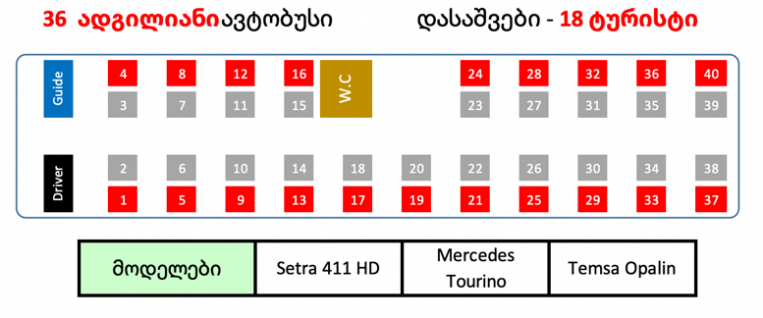 36 ადგილიანი ავტობუსი დასაშვები - 18 ტურისტი
Guide 4 8 12 16 W.C 24 28 32 36 40
3 7 11 15 23 27 31 35 39
Driver 2 6 10 14 18 20 22 26 30 34 38
1 5 9 13 17 19 21 25 29 33 37
მოდელები Setra 411 HD Mercedes Tourino Temsa Opalin